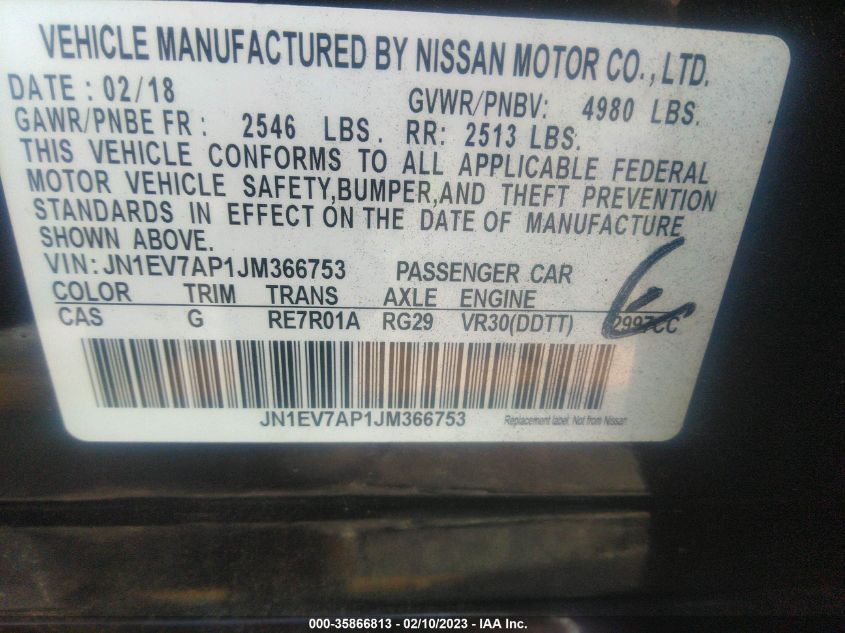 VEHICLE MANUFACTURED BY NISSAN MOTOR CO., LTD.
DATE : 02/18 GVWR/PNBV: 4980 LBS.
GAWR/PNBE FR : 2546 LBS. RR: 2513 LBS.
THIS VEHICLE CONFORMS TO ALL APPLICABLE FEDERAL
MOTOR VEHICLE SAFETY,BUMPER,AND THEFT PREVENTION
STANDARDS IN EFFECT ON THE DATE OF MANUFACTURE
SHOWN ABOVE.
VIN: JN1EV7AP1JM366753 PASSENGER CAR
COLOR TRIM TRANS AXLE ENGINE
CAS G RE7R01A RG29 VR30(DDTT) 2997CC
JN1EV7AP1JM366753 Replacement label. Not from Nissan
000-35866813 - 02/10/2023 - IAA Inc.